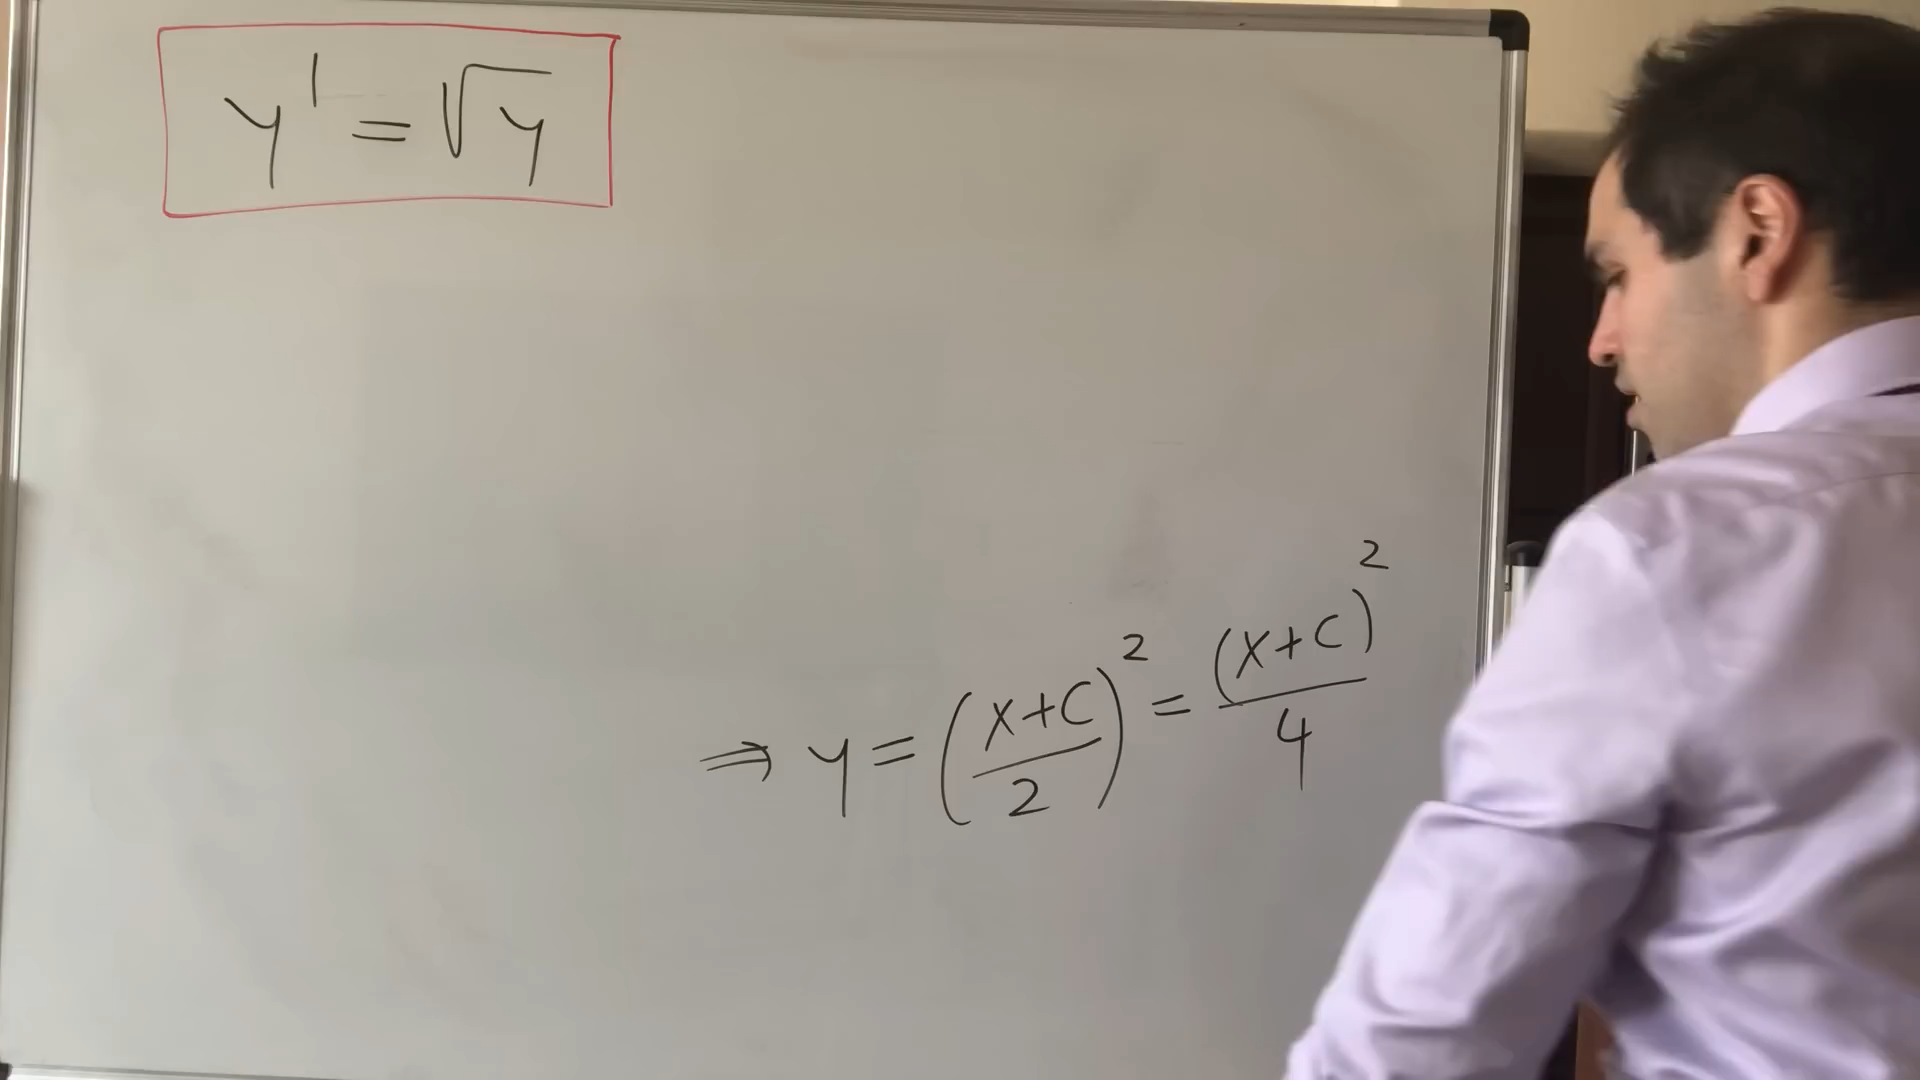 y' = √y
⇒ y = ((x+C)/2)² = (x+C)²/4